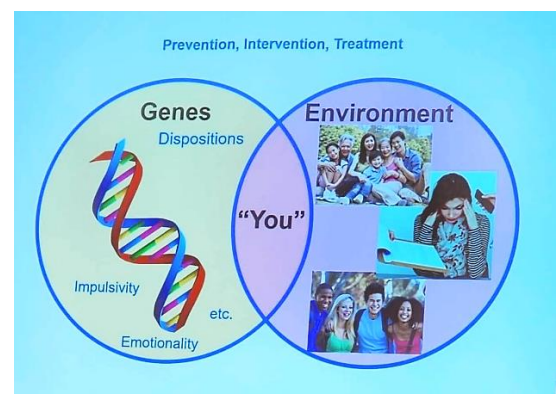 Prevention, Intervention, Treatment
Genes
Environment
Dispositions
"You"
Impulsivity
etc.
Emotionality